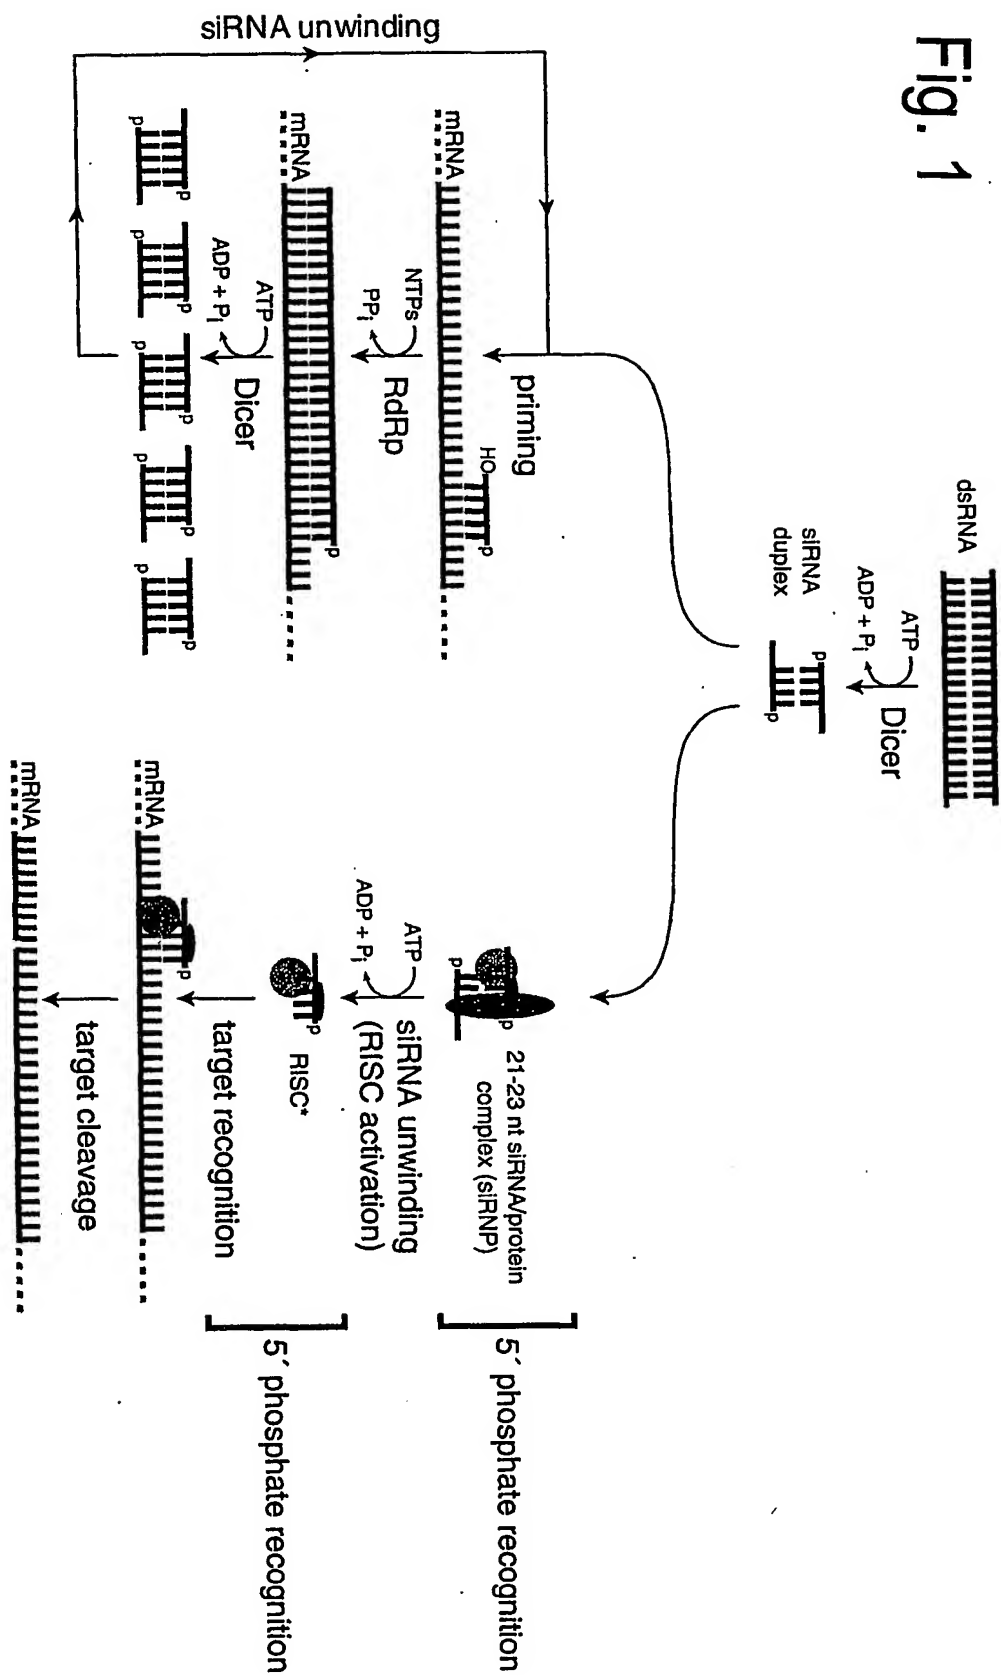 Fig. 1
dsRNA
ATP
ADP + Pi
Dicer
siRNA
duplex
p
p
siRNA unwinding
priming
HO
p
mRNA
NTPs
PPi
RdRp
p
mRNA
ATP
ADP + Pi
Dicer
p
p
p
p
p
p
p
p
p
p
p
p
21-23 nt siRNA/protein
complex (siRNP)
5´ phosphate recognition
ATP
ADP + Pi
siRNA unwinding
(RISC activation)
p
RISC*
5´ phosphate recognition
target recognition
p
mRNA
target cleavage
mRNA